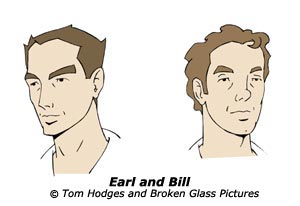 Earl and Bill
© Tom Hodges and Broken Glass Pictures